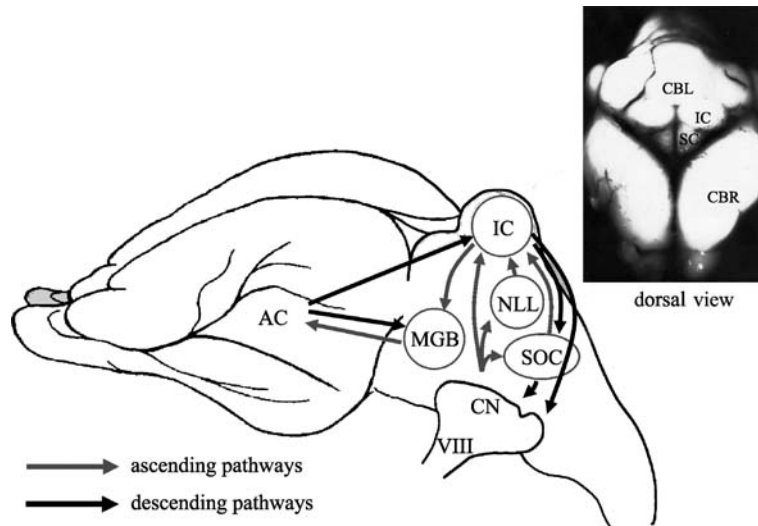 CBL
IC
SC
CBR
dorsal view
IC
NLL
AC
MGB
SOC
CN
VIII
ascending pathways
descending pathways